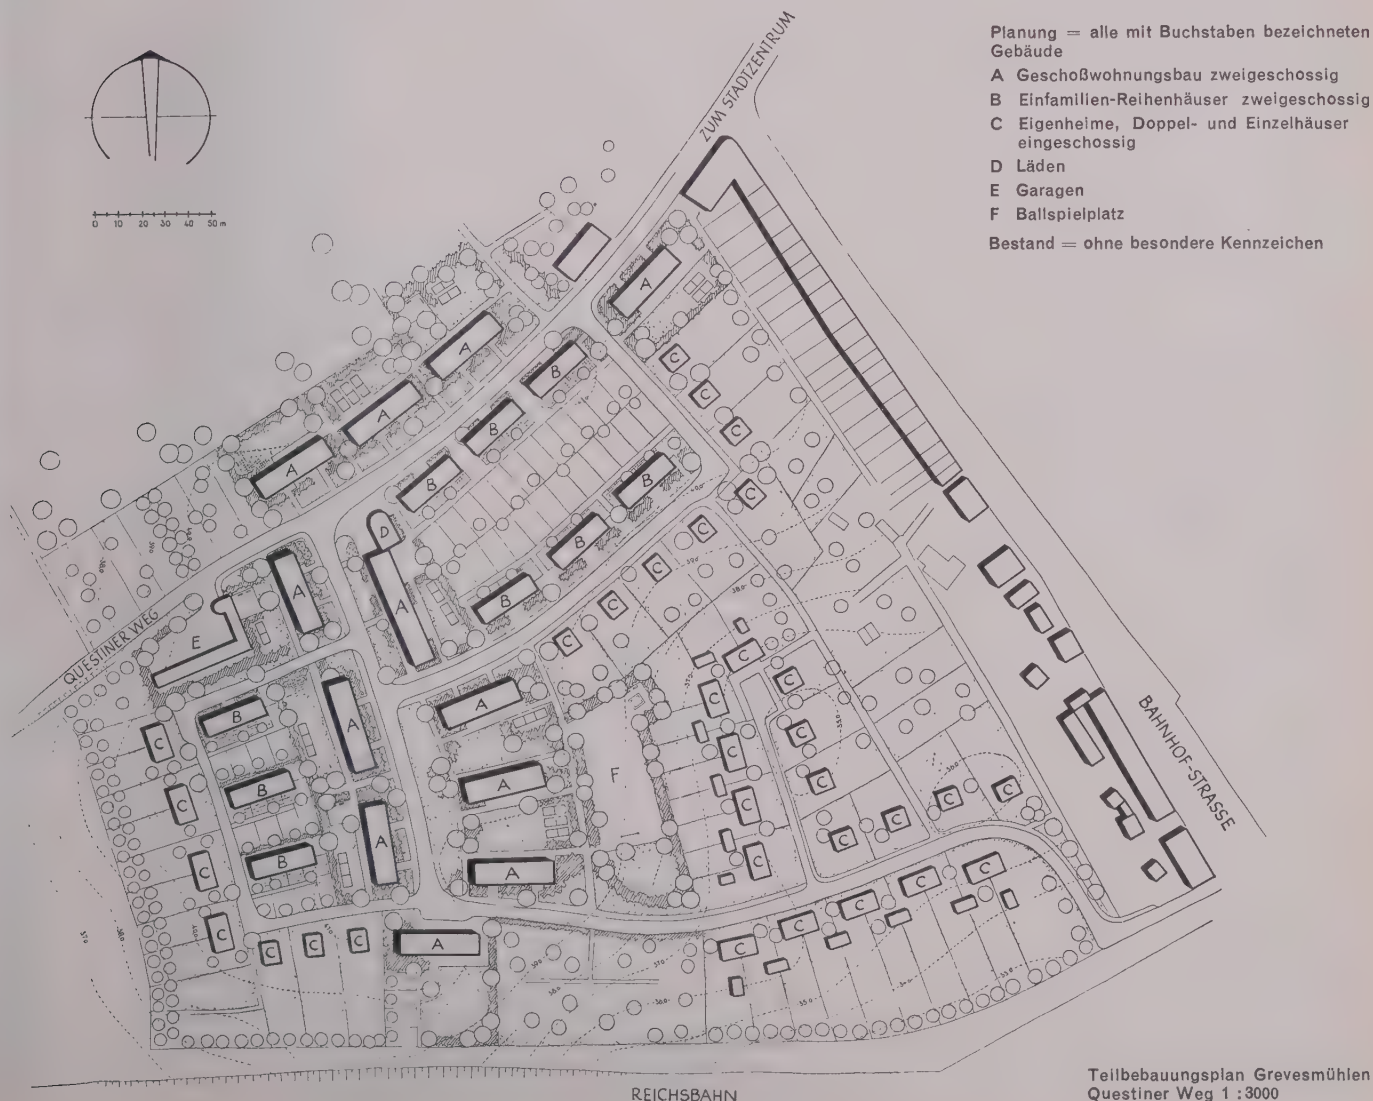 Planung = alle mit Buchstaben bezeichneten
Gebäude
A Geschoßwohnungsbau zweigeschossig
B Einfamilien-Reihenhäuser zweigeschossig
C Eigenheime, Doppel- und Einzelhäuser
eingeschossig
D Läden
E Garagen
F Ballspielplatz
Bestand = ohne besondere Kennzeichen
0 10 20 30 40 50 m
ZUM STADTZENTRUM
QUESTINER WEG
BAHNHOF-STRASSE
A
A
B
C
A
C
A
B
C
A
B
B
C
D
C
B
A
A
C
B
C
E
C
C
C
A
C
C
B
A
C
C
C
F
C
A
C
B
C
C
C
C
A
C
C
B
C
A
C
C
C
C
C
C
C
C
A
C
REICHSBAHN
Teilbebauungsplan Grevesmühlen
Questiner Weg 1 : 3000